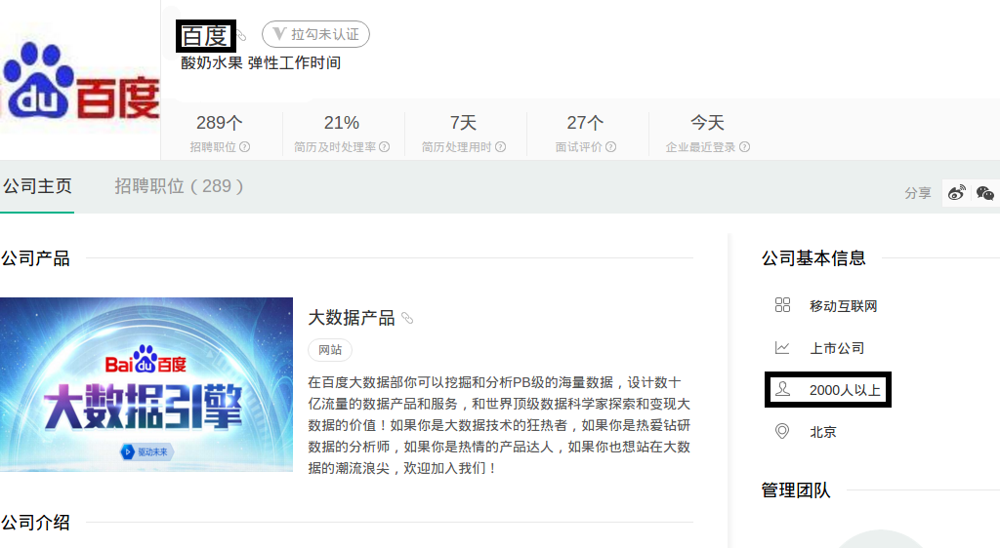 du 百度
百度
拉勾未认证
酸奶水果 弹性工作时间
289个 21% 7天 27个 今天
招聘职位 简历及时处理率 简历处理用时 面试评价 企业最近登录
公司主页 招聘职位（289） 分享
公司产品
Bai du 百度
大数据引擎
驱动未来
大数据产品
网站
在百度大数据部你可以挖掘和分析PB级的海量数据，设计数十
亿流量的数据产品和服务，和世界顶级数据科学家探索和变现大
数据的价值！如果你是大数据技术的狂热者，如果你是热爱钻研
数据的分析师，如果你是热情的产品达人，如果你也想站在大数
据的潮流浪尖，欢迎加入我们！
公司介绍
公司基本信息
移动互联网
上市公司
2000人以上
北京
管理团队